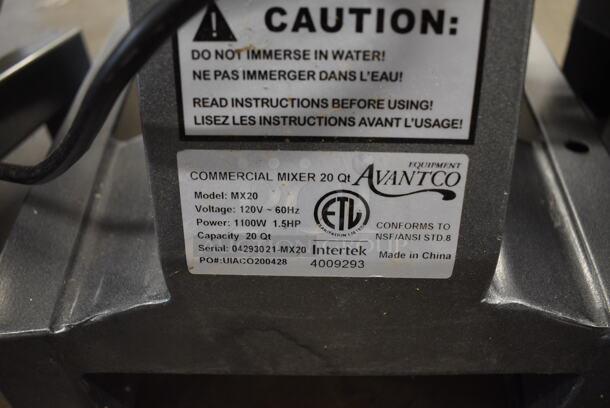 CAUTION:
DO NOT IMMERSE IN WATER!
NE PAS IMMERGER DANS L'EAU!
READ INSTRUCTIONS BEFORE USING!
LISEZ LES INSTRUCTIONS AVANT L'USAGE!
COMMERCIAL MIXER 20 Qt
EQUIPMENT
AVANTCO
Model: MX20
Voltage: 120V ~ 60Hz
Power: 1100W 1.5HP
Capacity 20 Qt
Serial: 04293021-MX20
PO#:UIACO200428
ETL
Intertek
4009293
CONFORMS TO
NSF/ANSI STD.8
Made in China